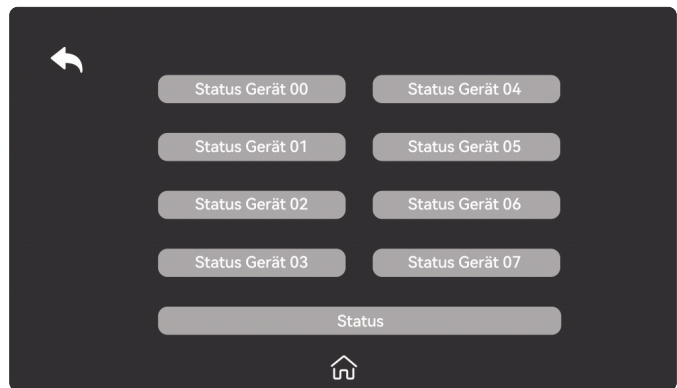 Status Gerät 00
Status Gerät 04
Status Gerät 01
Status Gerät 05
Status Gerät 02
Status Gerät 06
Status Gerät 03
Status Gerät 07
Status